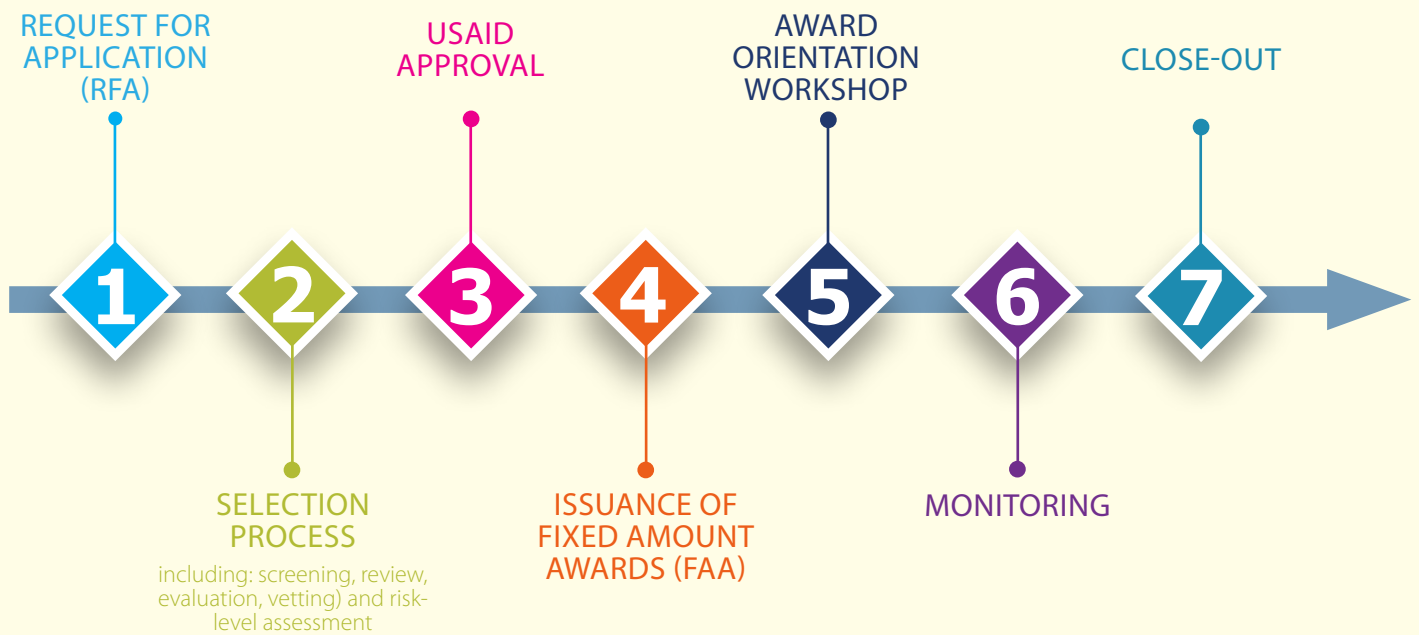 REQUEST FOR
APPLICATION
(RFA)
USAID
APPROVAL
AWARD
ORIENTATION
WORKSHOP
CLOSE-OUT
1
2
3
4
5
6
7
SELECTION
PROCESS
including: screening, review,
evaluation, vetting) and risk-
level assessment
ISSUANCE OF
FIXED AMOUNT
AWARDS (FAA)
MONITORING